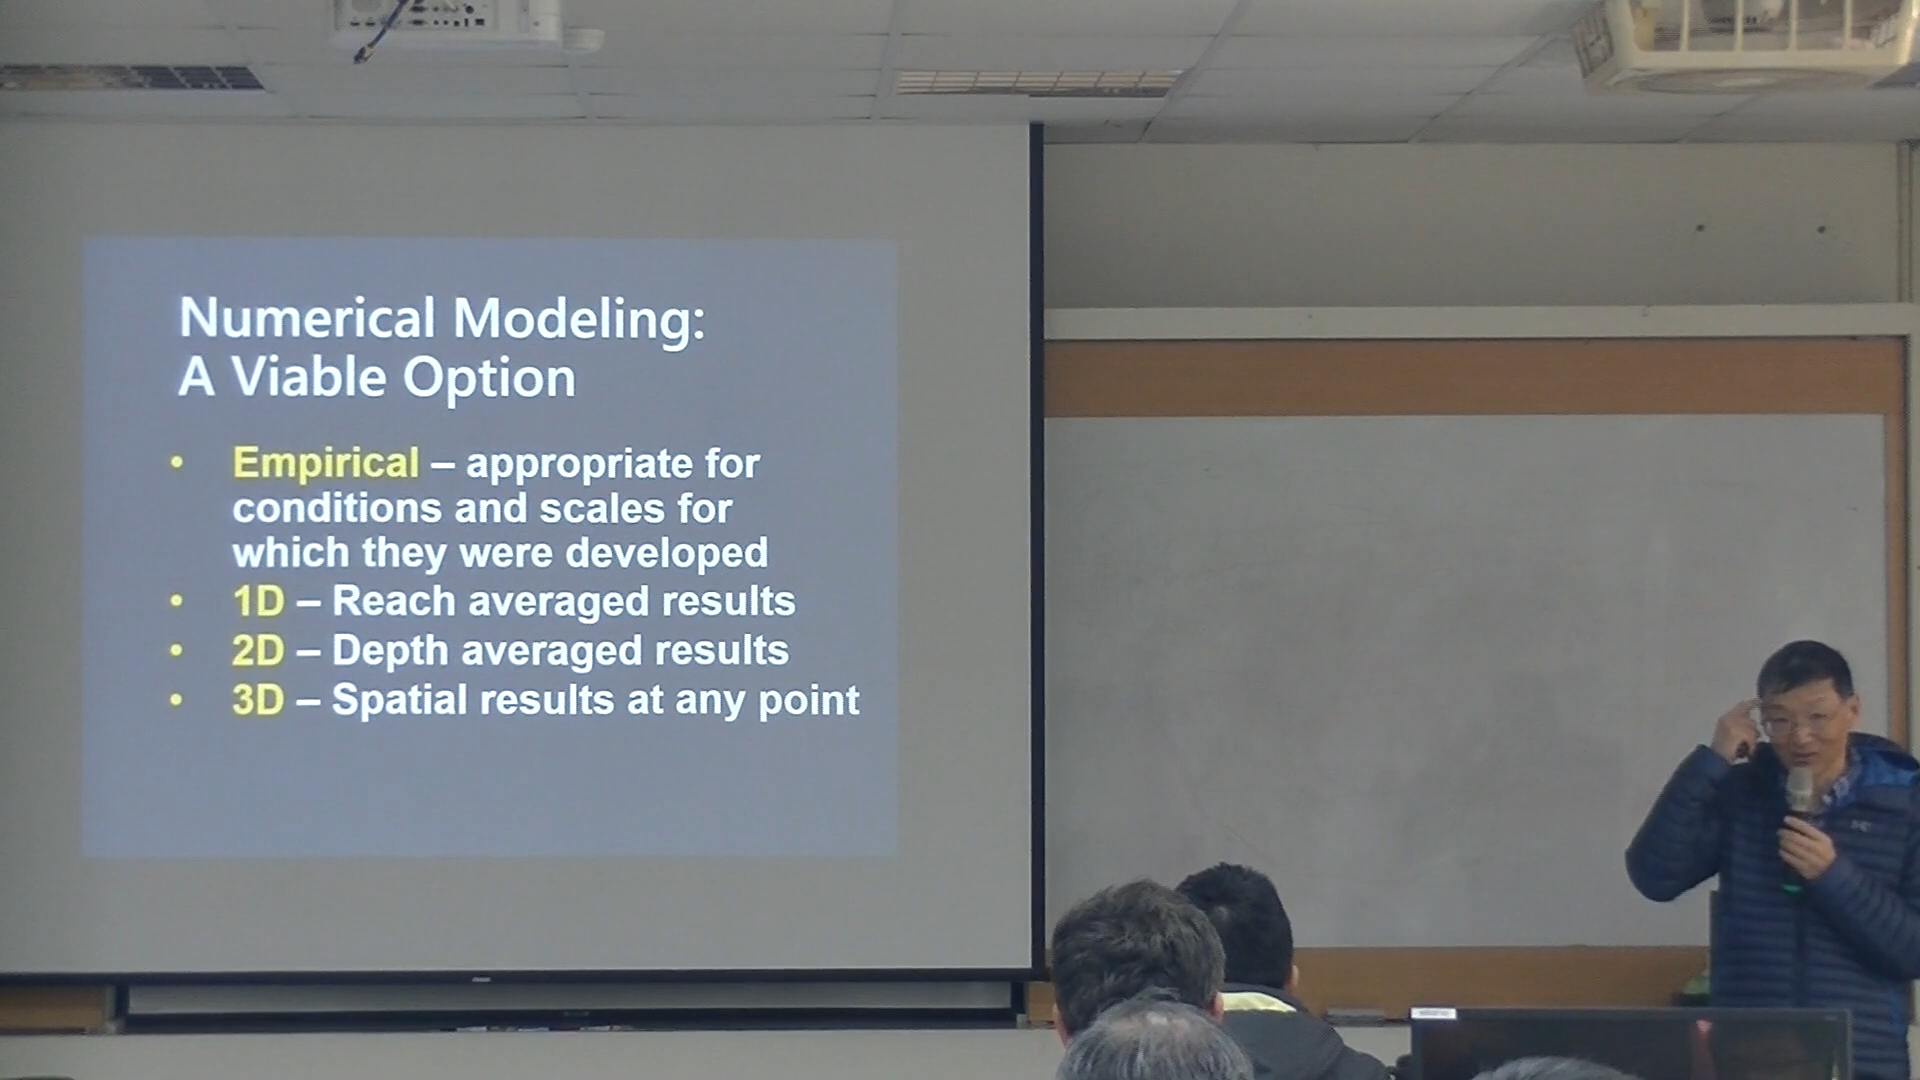 Numerical Modeling:
A Viable Option
• Empirical – appropriate for
conditions and scales for
which they were developed
• 1D – Reach averaged results
• 2D – Depth averaged results
• 3D – Spatial results at any point